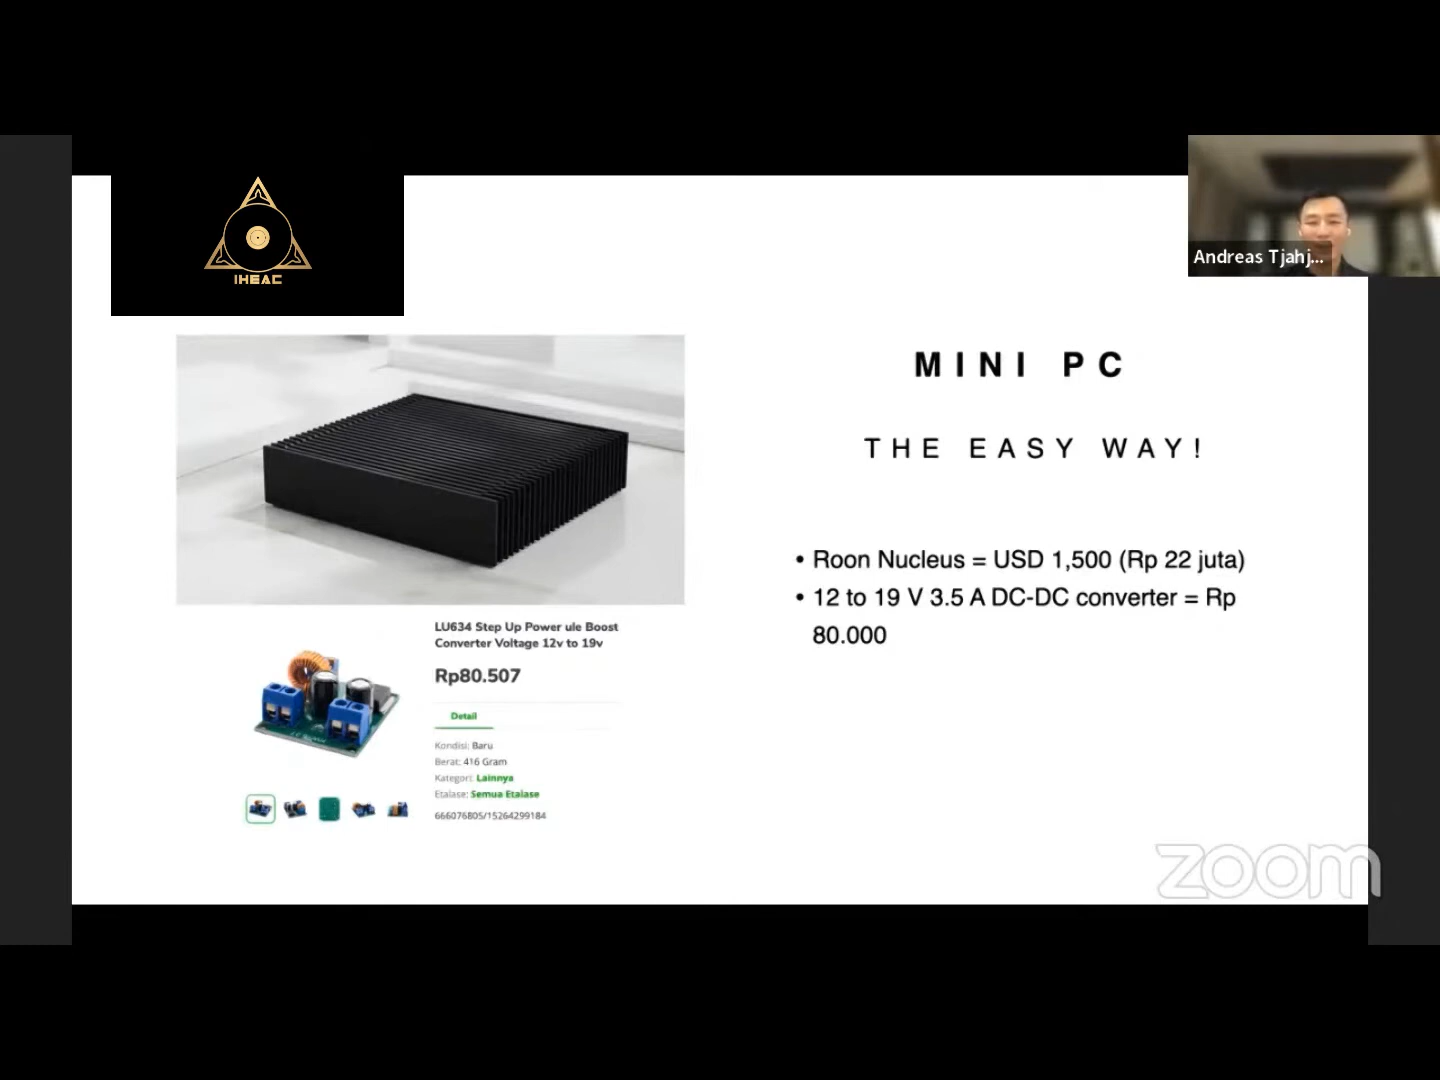 IHEAC
Andreas Tjahj...
MINI PC
THE EASY WAY!
• Roon Nucleus = USD 1,500 (Rp 22 juta)
• 12 to 19 V 3.5 A DC-DC converter = Rp
80.000
LU634 Step Up Power ule Boost
Converter Voltage 12v to 19v
Rp80.507
Detail
Kondisi: Baru
Berat: 416 Gram
Kategori: Lainnya
Etalase: Semua Etalase
666076805/15264299184
zoom